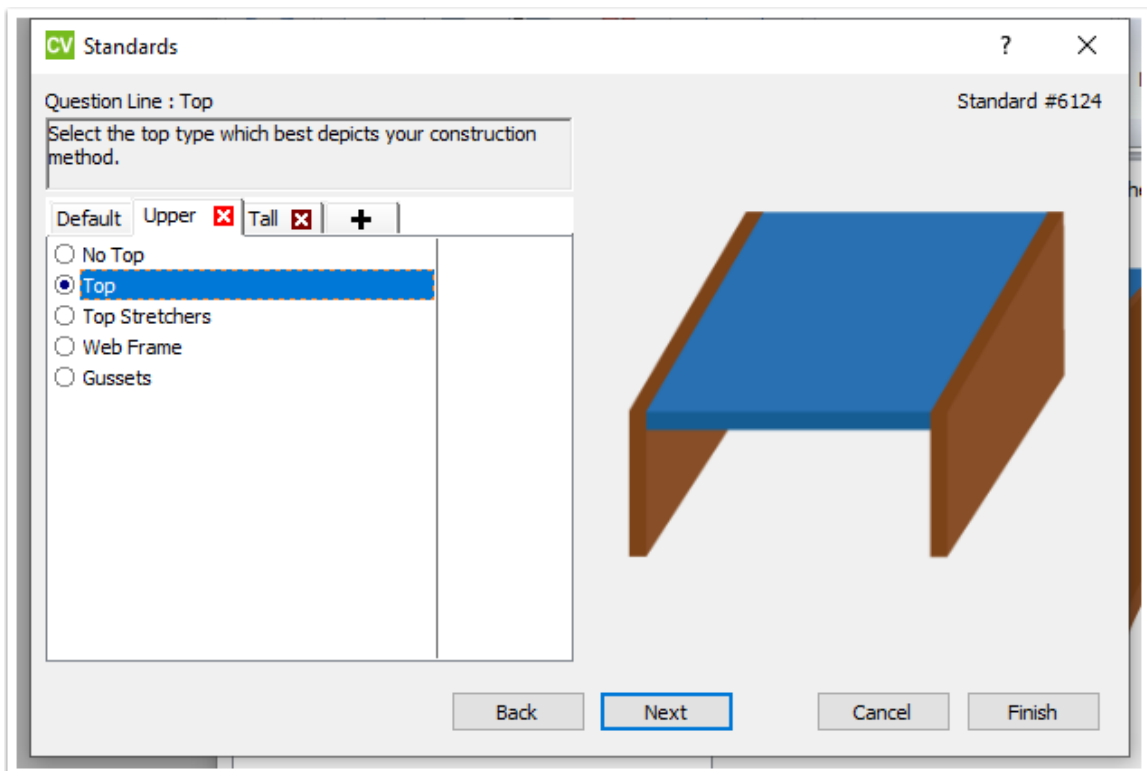 CV Standards ?
Question Line : Top Standard #6124
Select the top type which best depicts your construction
method.
Default Upper Tall +
No Top
Top
Top Stretchers
Web Frame
Gussets
Back Next Cancel Finish